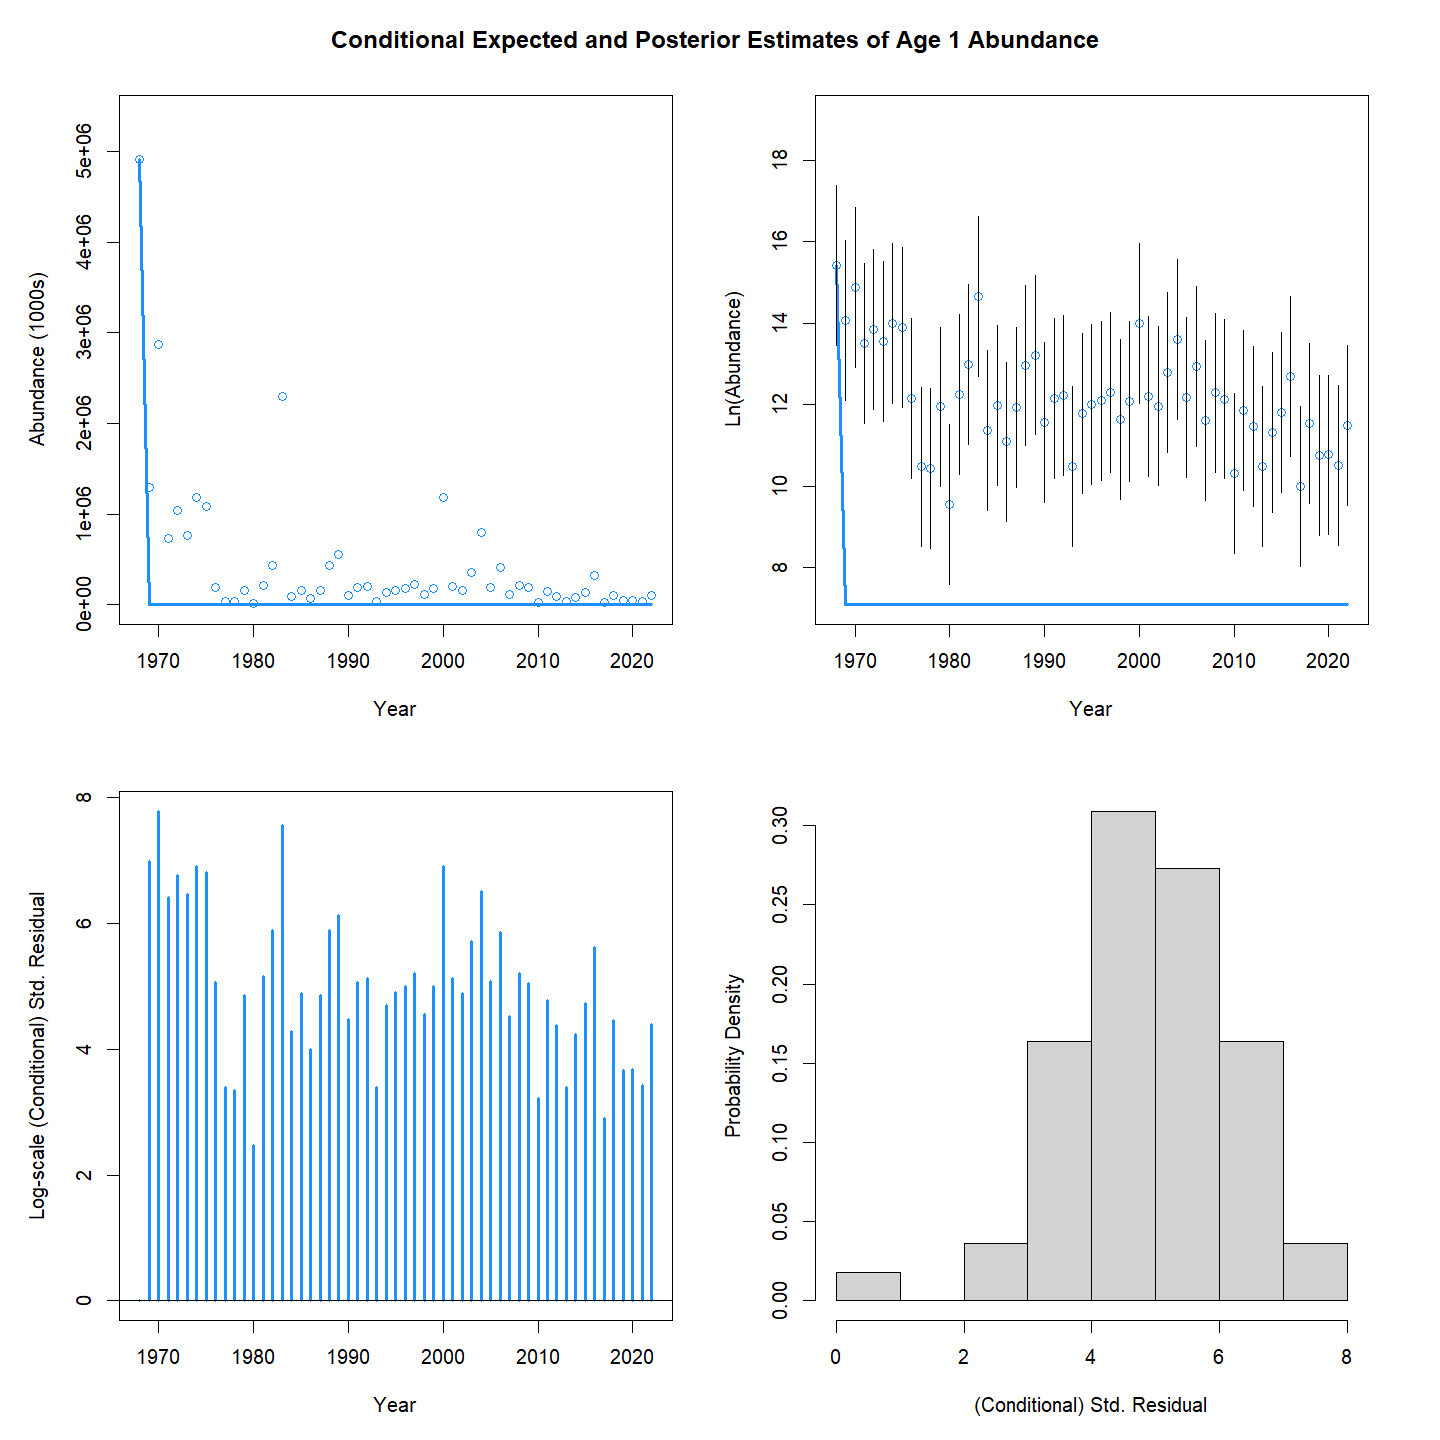 Conditional Expected and Posterior Estimates of Age 1 Abundance
Abundance (1000s)
5e+06
4e+06
3e+06
2e+06
1e+06
0e+00
1970 1980 1990 2000 2010 2020
Year
Ln(Abundance)
18
16
14
12
10
8
1970 1980 1990 2000 2010 2020
Year
Log-scale (Conditional) Std. Residual
8
6
4
2
0
1970 1980 1990 2000 2010 2020
Year
Probability Density
0.30
0.25
0.20
0.15
0.10
0.05
0.00
0 2 4 6 8
(Conditional) Std. Residual